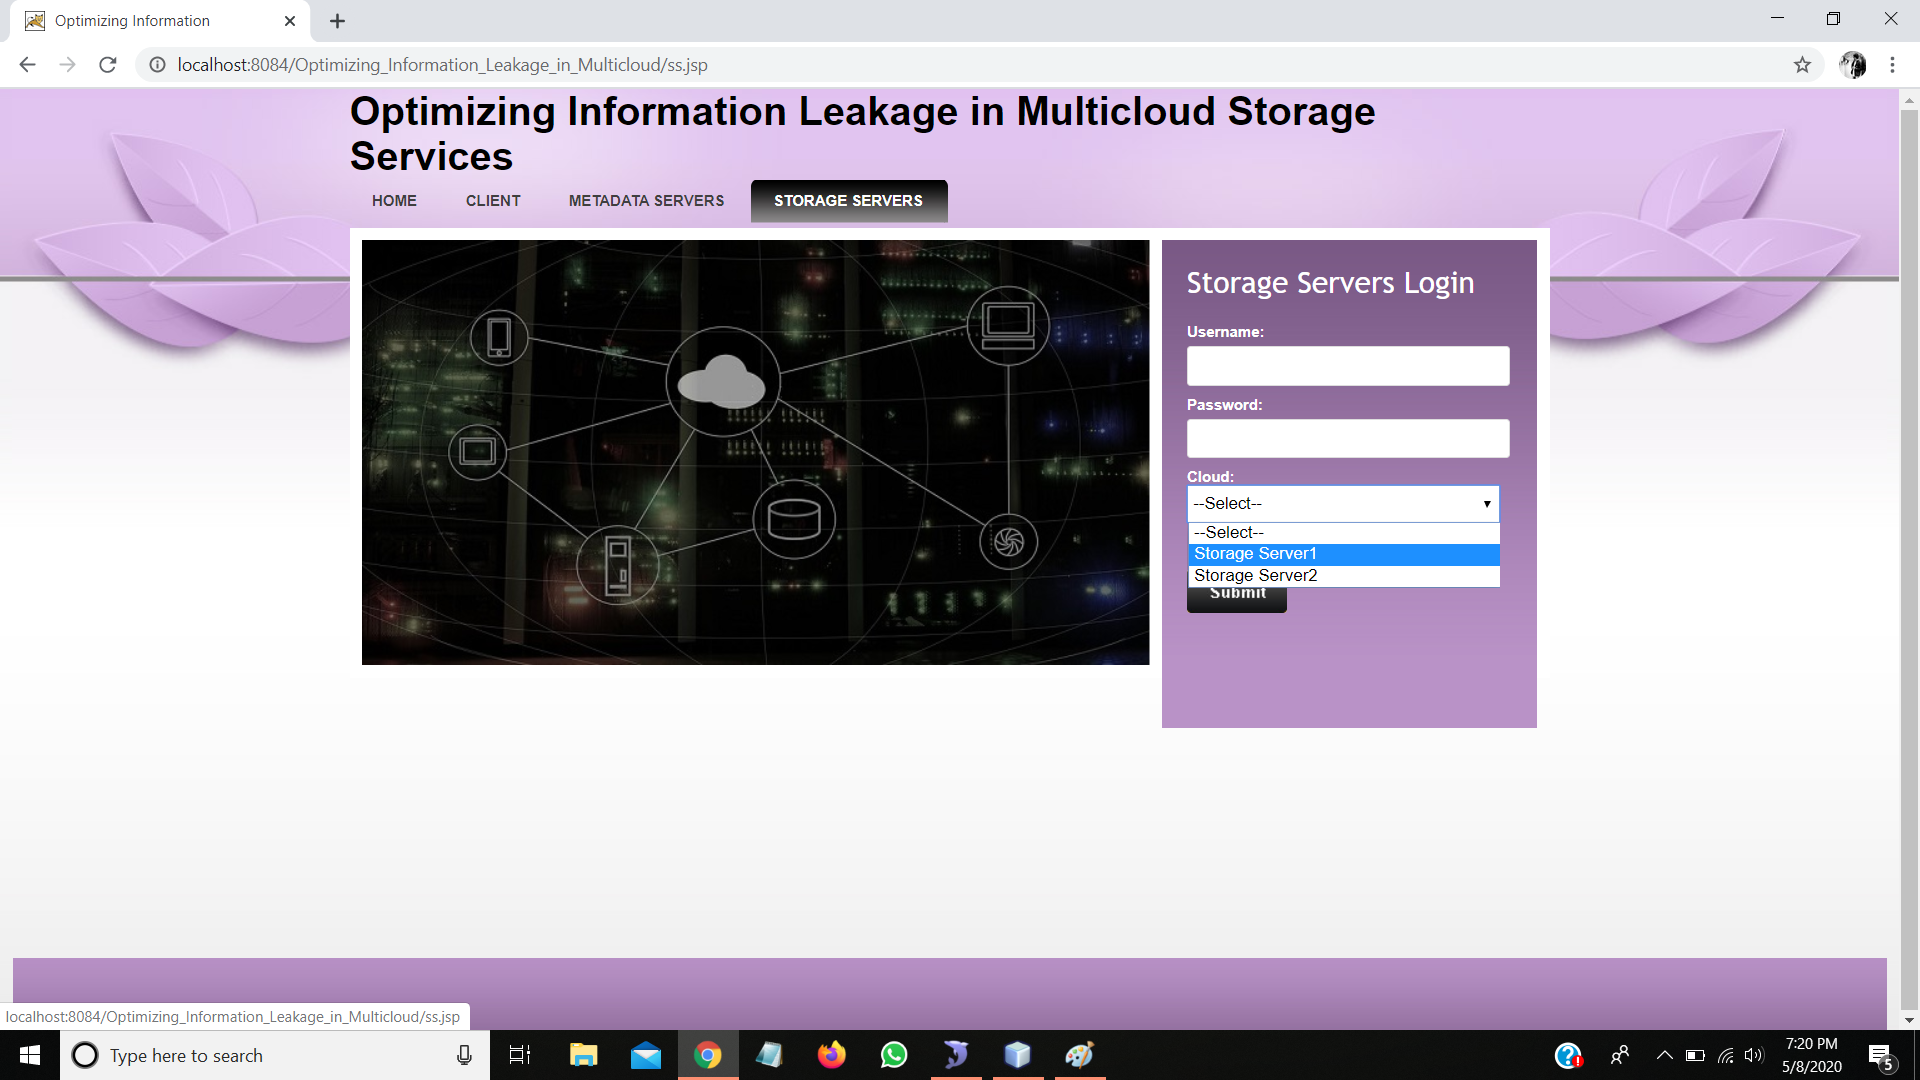 Optimizing Information
localhost:8084/Optimizing_Information_Leakage_in_Multicloud/ss.jsp
Optimizing Information Leakage in Multicloud Storage
Services
HOME CLIENT METADATA SERVERS STORAGE SERVERS
Storage Servers Login
Username:
Password:
Cloud:
--Select--
--Select--
Storage Server1
Storage Server2
Submit
localhost:8084/Optimizing_Information_Leakage_in_Multicloud/ss.jsp
Type here to search
7:20 PM
5/8/2020
5